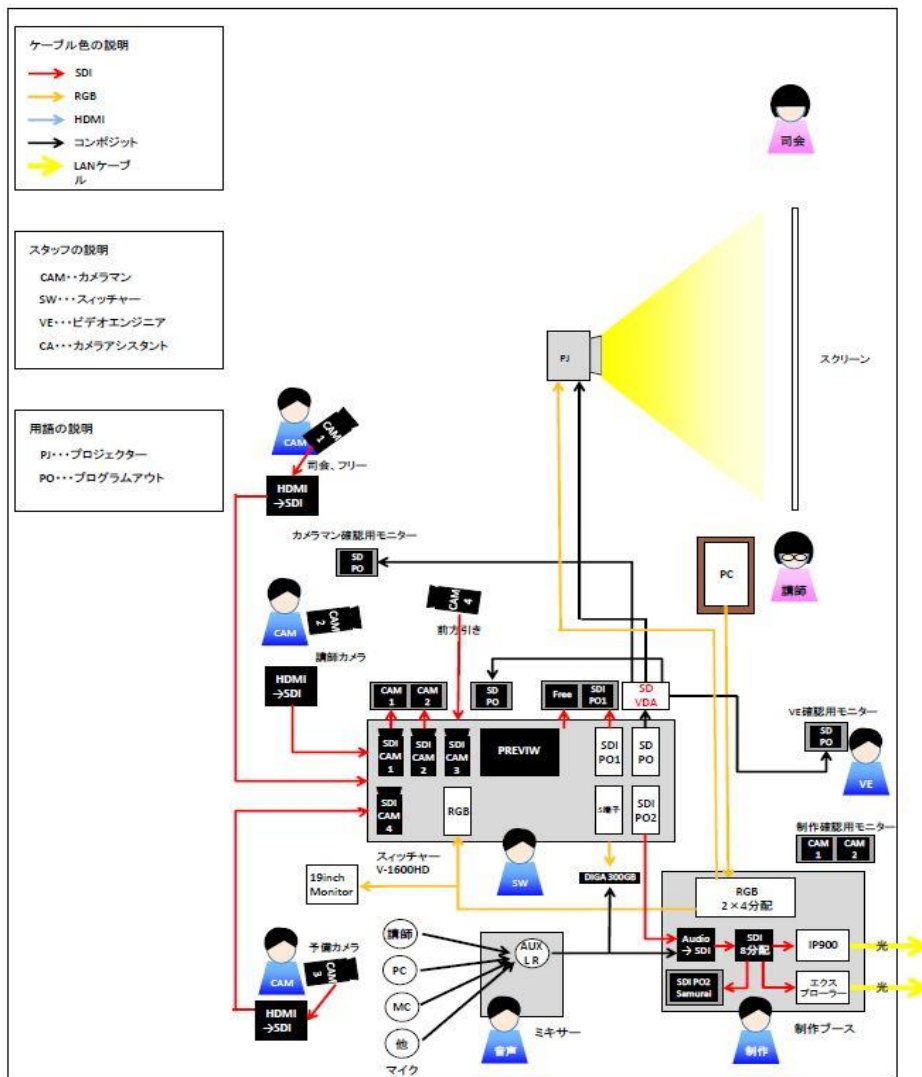 ケーブル色の説明
SDI
RGB
HDMI
コンポジット
LANケーブ
ル
スタッフの説明
CAM・・カメラマン
SW・・・スィッチャー
VE・・・ビデオエンジニア
CA・・・カメラアシスタント
用語の説明
PJ・・・プロジェクター
PO・・・プログラムアウト
司会
スクリーン
PJ
CAM
CAM
1
司会、フリー
HDMI
→SDI
カメラマン確認用モニター
SD
PO
PC
講師
CAM
CAM
2
講師カメラ
HDMI
→SDI
CAM
4
前方引き
CAM
1
CAM
2
SD
PO
Free
SDI
PO1
SD
VDA
VE確認用モニター
SD
PO
VE
SDI
CAM
1
SDI
CAM
2
SDI
CAM
3
PREVIW
SDI
PO1
SD
PO
SDI
CAM
4
RGB
S端子
SDI
PO2
スィッチャー
V-1600HD
SW
制作確認用モニター
CAM
1
CAM
2
19inch
Monitor
DIGA 300GB
RGB
2×4分配
講師
PC
MC
他
マイク
AUX
L R
ミキサー
音声
Audio
→SDI
SDI
8分配
IP900
光
SDI PO2
Samurai
エクス
プローラー
光
制作ブース
制作
予備カメラ
CAM
CAM
3
HDMI
→SDI